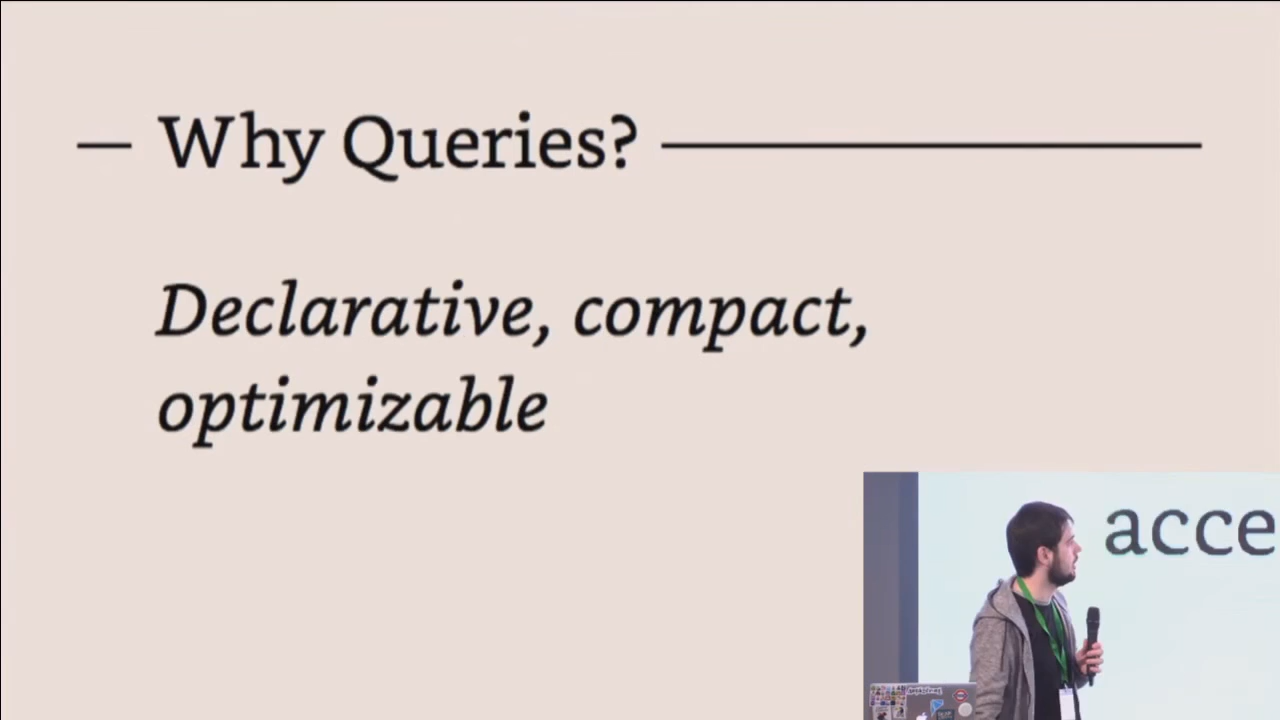 Why Queries?
Declarative, compact,
optimizable
acce